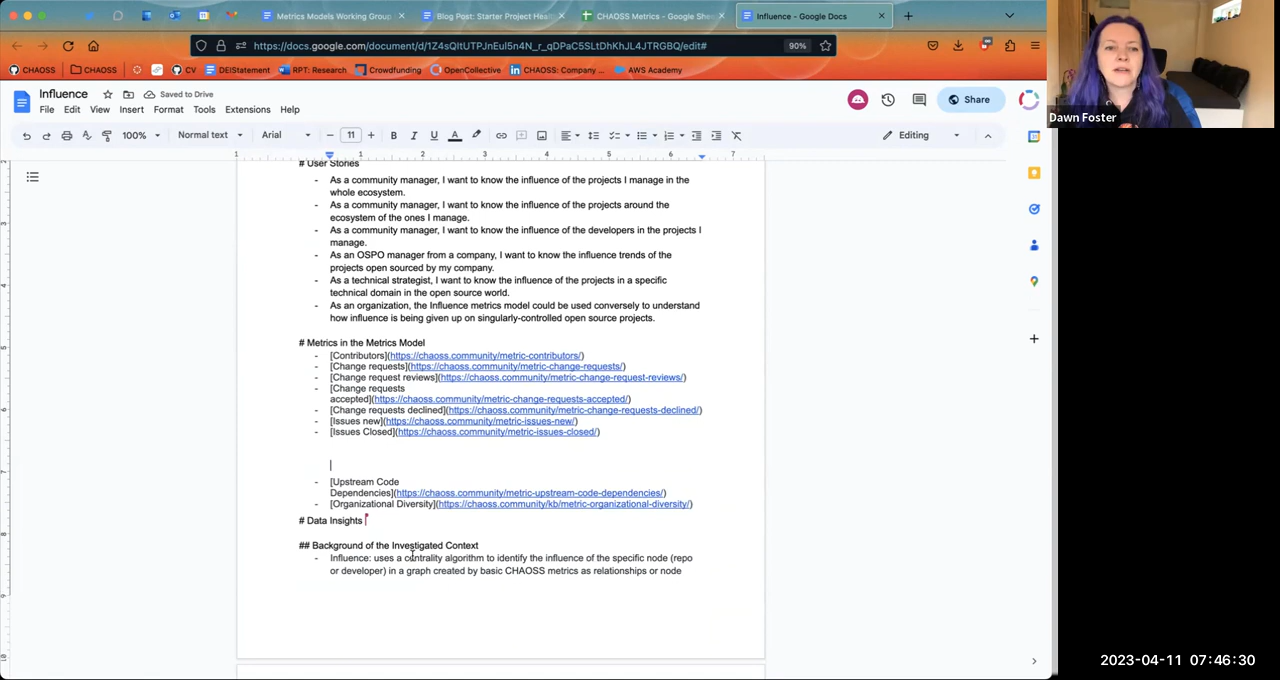 Metrics Models Working Group
Blog Post: Starter Project Hea
CHAOSS Metrics - Google She
Influence - Google Docs
https://docs.google.com/document/d/1Z4sQltUTPJnEul5n4N_r_qDPaC5SLtDhKhJL4JTRGBQ/edit#
90%
CHAOSS
CHAOSS
CV
DEIStatement
RPT: Research
Crowdfunding
OpenCollective
CHAOSS: Company ...
AWS Academy
Influence
Saved to Drive
File Edit View Insert Format Tools Extensions Help
Share
100%
Normal text
Arial
11
Editing
1 1 2 3 4 5 6 7
# User Stories
- As a community manager, I want to know the influence of the projects I manage in the
whole ecosystem.
- As a community manager, I want to know the influence of the projects around the
ecosystem of the ones I manage.
- As a community manager, I want to know the influence of the developers in the projects I
manage.
- As an OSPO manager from a company, I want to know the influence trends of the
projects open sourced by my company.
- As a technical strategist, I want to know the influence of the projects in a specific
technical domain in the open source world.
- As an organization, the Influence metrics model could be used conversely to understand
how influence is being given up on singularly-controlled open source projects.
# Metrics in the Metrics Model
- [Contributors](https://chaoss.community/metric-contributors/)
- [Change requests](https://chaoss.community/metric-change-requests/)
- [Change request reviews](https://chaoss.community/metric-change-request-reviews/)
- [Change requests
accepted](https://chaoss.community/metric-change-requests-accepted/)
- [Change requests declined](https://chaoss.community/metric-change-requests-declined/)
- [Issues new](https://chaoss.community/metric-issues-new/)
- [Issues Closed](https://chaoss.community/metric-issues-closed/)
- [Upstream Code
Dependencies](https://chaoss.community/metric-upstream-code-dependencies/)
- [Organizational Diversity](https://chaoss.community/kb/metric-organizational-diversity/)
# Data Insights
## Background of the Investigated Context
- Influence: uses a centrality algorithm to identify the influence of the specific node (repo
or developer) in a graph created by basic CHAOSS metrics as relationships or node
Dawn Foster
2023-04-11 07:46:30